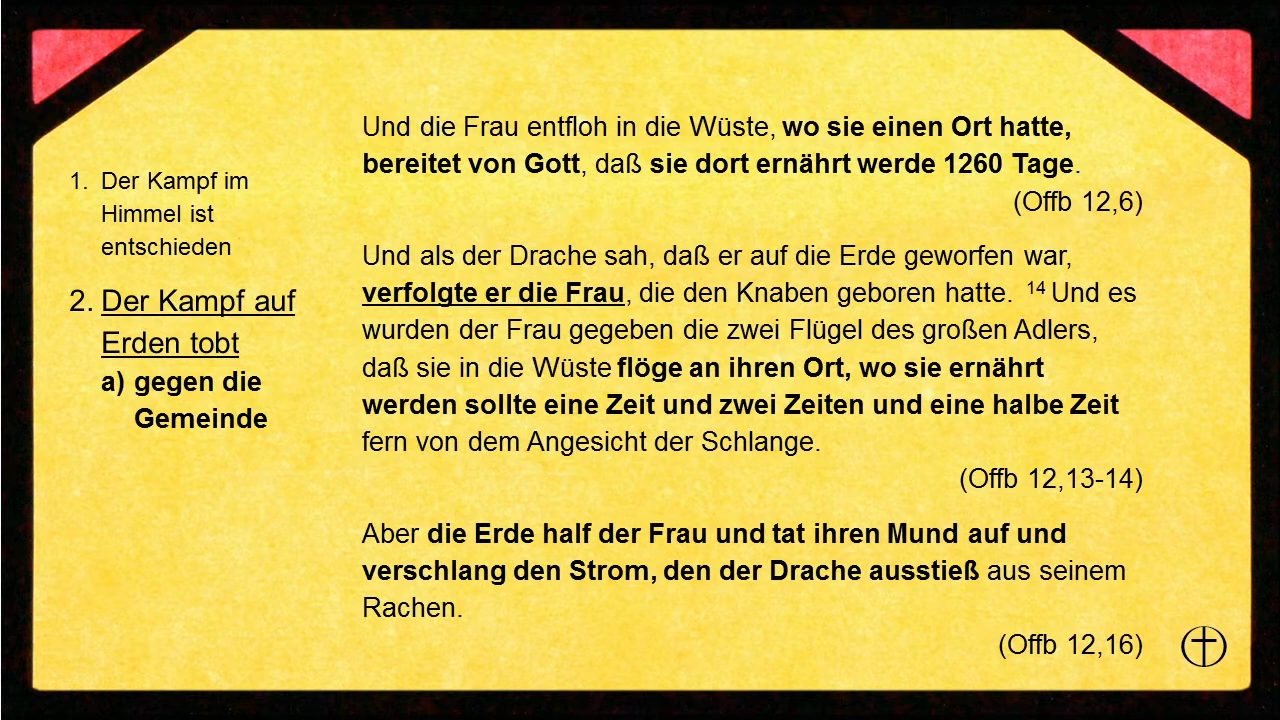 1. Der Kampf im
Himmel ist
entschieden
2. Der Kampf auf
Erden tobt
a) gegen die
Gemeinde
Und die Frau entfloh in die Wüste, wo sie einen Ort hatte,
bereitet von Gott, daß sie dort ernährt werde 1260 Tage.
(Offb 12,6)
Und als der Drache sah, daß er auf die Erde geworfen war,
verfolgte er die Frau, die den Knaben geboren hatte. 14 Und es
wurden der Frau gegeben die zwei Flügel des großen Adlers,
daß sie in die Wüste flöge an ihren Ort, wo sie ernährt
werden sollte eine Zeit und zwei Zeiten und eine halbe Zeit
fern von dem Angesicht der Schlange.
(Offb 12,13-14)
Aber die Erde half der Frau und tat ihren Mund auf und
verschlang den Strom, den der Drache ausstieß aus seinem
Rachen.
(Offb 12,16)